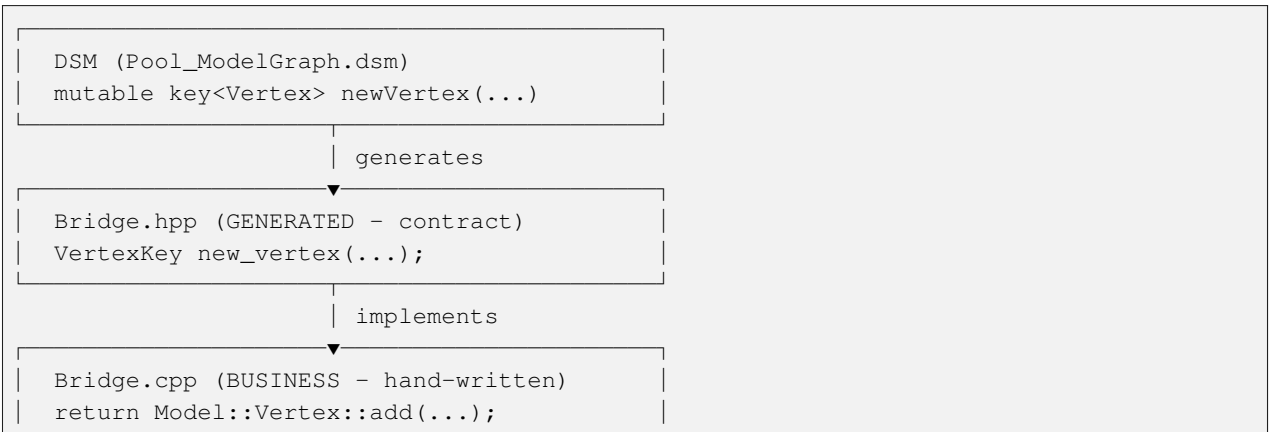 DSM (Pool_ModelGraph.dsm)
mutable key<Vertex> newVertex(...)
generates
Bridge.hpp (GENERATED - contract)
VertexKey new_vertex(...);
implements
Bridge.cpp (BUSINESS - hand-written)
return Model::Vertex::add(...);